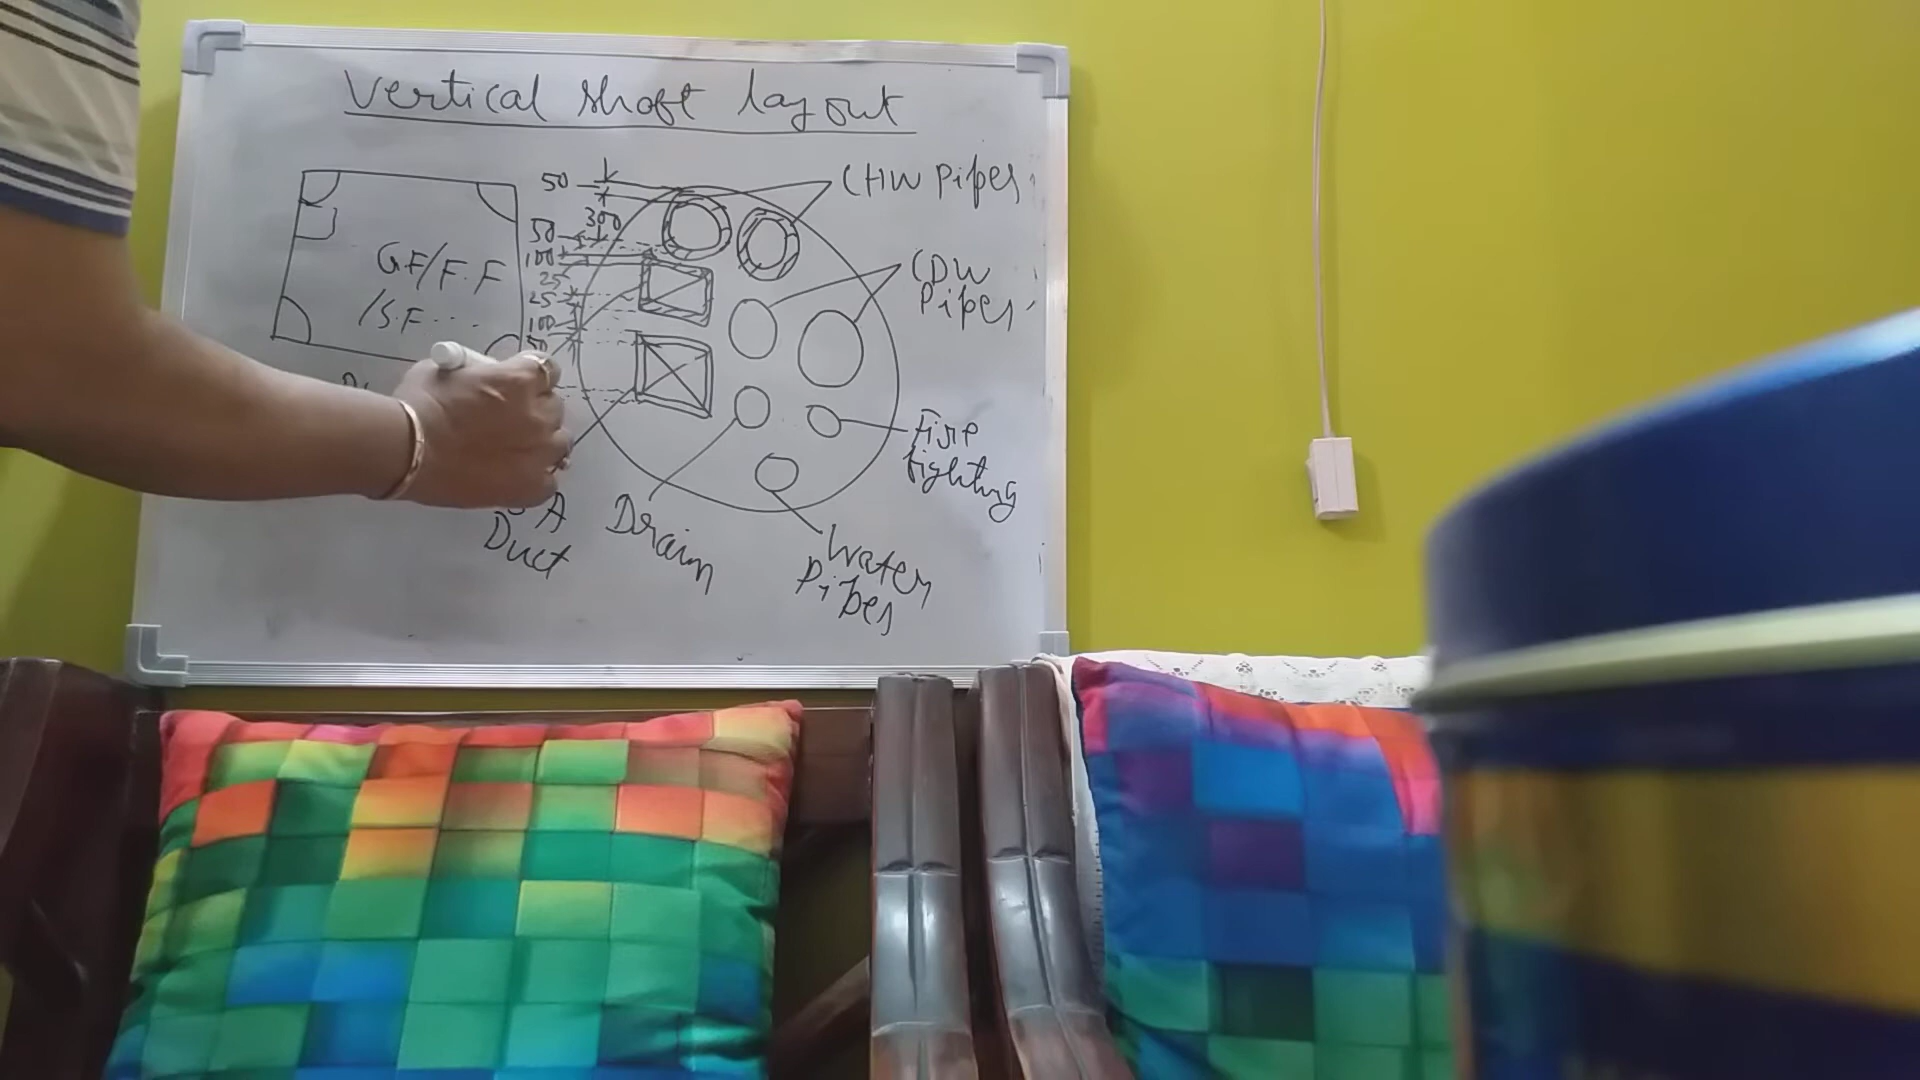 Vertical shaft layout
CHW Pipes
50
300
50
100
25
25
100
50
G.F/F.F
/S.F....
CDW
Pipes
Fire
fighting
A
Duct
Drain
Water
Pipes